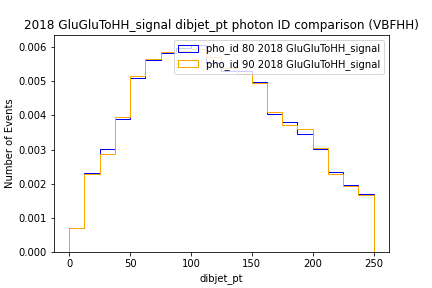 2018 GluGluToHH_signal dibjet_pt photon ID comparison (VBFHH)
pho_id 80 2018 GluGluToHH_signal
pho_id 90 2018 GluGluToHH_signal
Number of Events
0.006
0.005
0.004
0.003
0.002
0.001
0.000
0
50
100
150
200
250
dibjet_pt